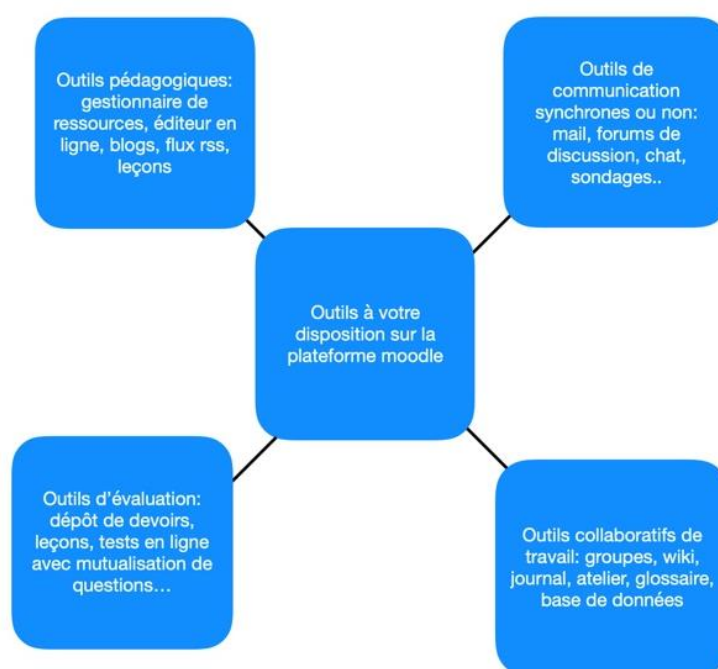 Outils pédagogiques:
gestionnaire de
ressources, éditeur en
ligne, blogs, flux rss,
leçons
Outils de
communication
synchrones ou non:
mail, forums de
discussion, chat,
sondages..
Outils à votre
disposition sur la
plateforme moodle
Outils d’évaluation:
dépôt de devoirs,
leçons, tests en ligne
avec mutualisation de
questions…
Outils collaboratifs de
travail: groupes, wiki,
journal, atelier, glossaire,
base de données